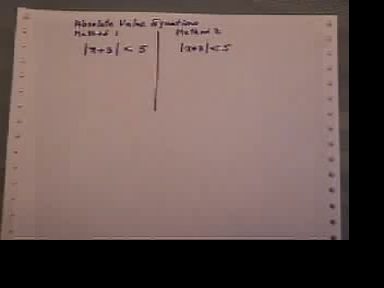 Absolute Value Equations
Method 1
Method 2
|x+3| < 5
|x+3| < 5